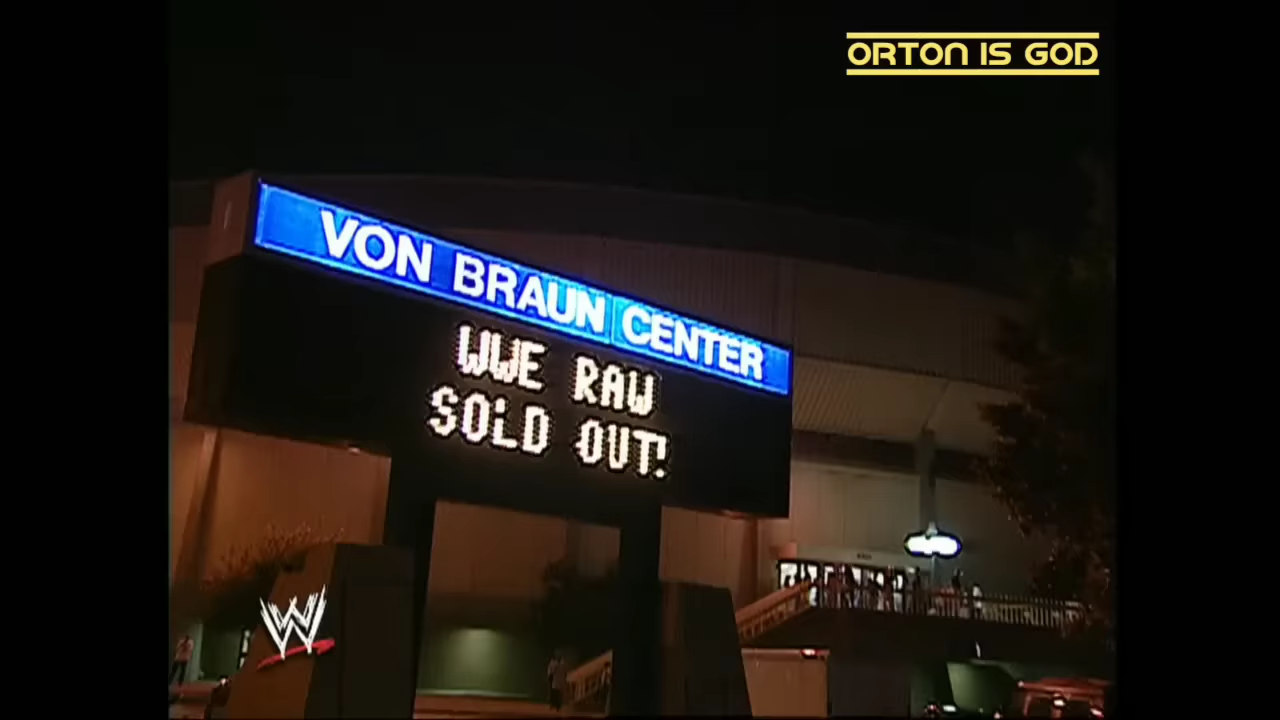 ORTON IS GOD
VON BRAUN CENTER
WWE RAW
SOLD OUT!
W